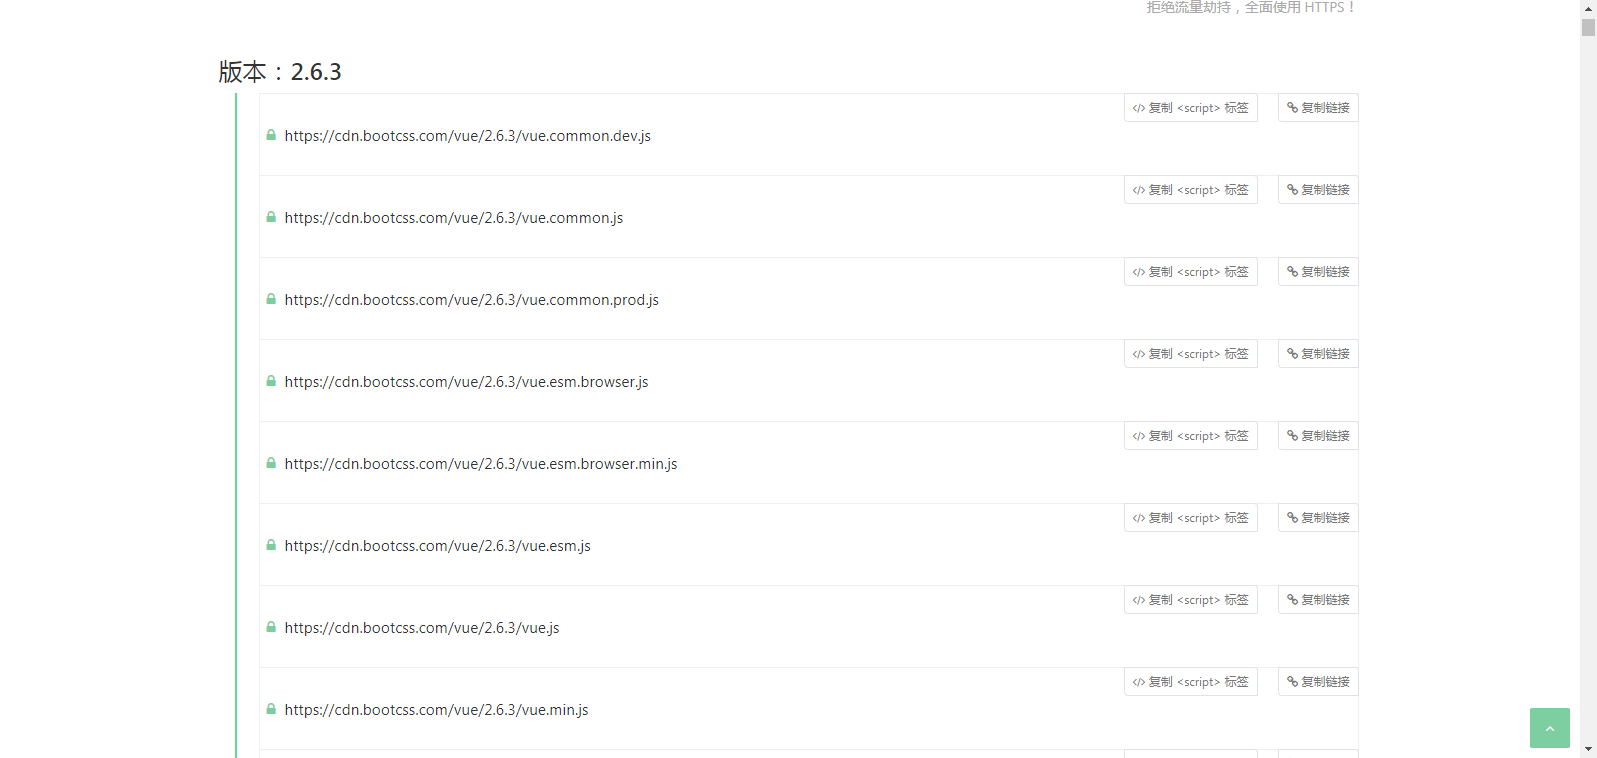 拒绝流量劫持，全面使用 HTTPS！
版本：2.6.3
</> 复制 <script> 标签 复制链接
https://cdn.bootcss.com/vue/2.6.3/vue.common.dev.js
</> 复制 <script> 标签 复制链接
https://cdn.bootcss.com/vue/2.6.3/vue.common.js
</> 复制 <script> 标签 复制链接
https://cdn.bootcss.com/vue/2.6.3/vue.common.prod.js
</> 复制 <script> 标签 复制链接
https://cdn.bootcss.com/vue/2.6.3/vue.esm.browser.js
</> 复制 <script> 标签 复制链接
https://cdn.bootcss.com/vue/2.6.3/vue.esm.browser.min.js
</> 复制 <script> 标签 复制链接
https://cdn.bootcss.com/vue/2.6.3/vue.esm.js
</> 复制 <script> 标签 复制链接
https://cdn.bootcss.com/vue/2.6.3/vue.js
</> 复制 <script> 标签 复制链接
https://cdn.bootcss.com/vue/2.6.3/vue.min.js